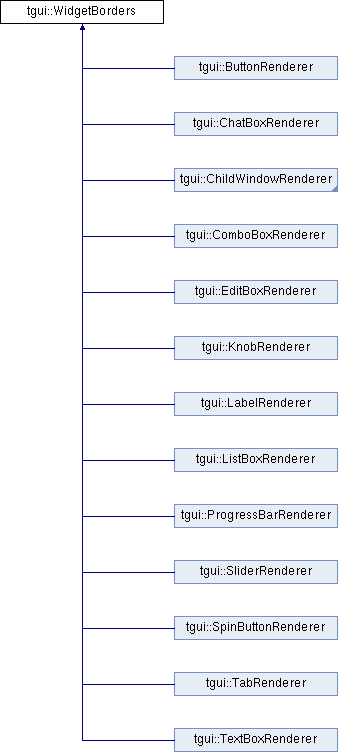 tgui::WidgetBorders
tgui::ButtonRenderer
tgui::ChatBoxRenderer
tgui::ChildWindowRenderer
tgui::ComboBoxRenderer
tgui::EditBoxRenderer
tgui::KnobRenderer
tgui::LabelRenderer
tgui::ListBoxRenderer
tgui::ProgressBarRenderer
tgui::SliderRenderer
tgui::SpinButtonRenderer
tgui::TabRenderer
tgui::TextBoxRenderer